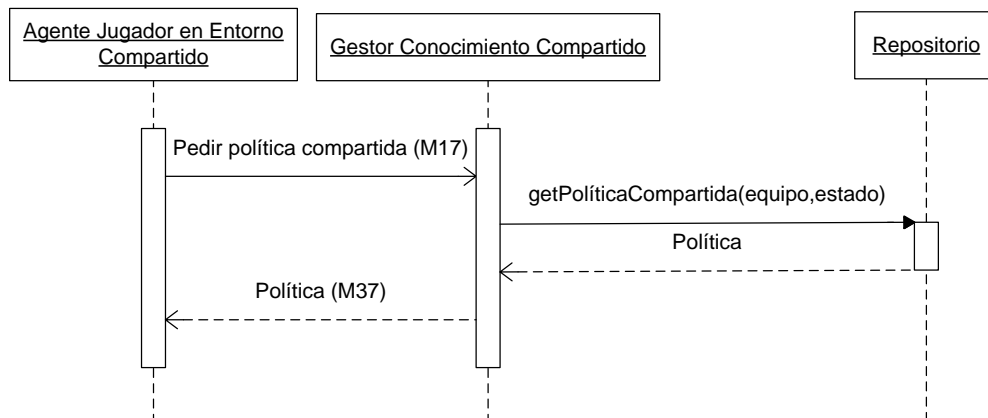 Agente Jugador en Entorno
Compartido
Gestor Conocimiento Compartido
Repositorio
Pedir política compartida (M17)
getPolíticaCompartida(equipo,estado)
Política
Política (M37)